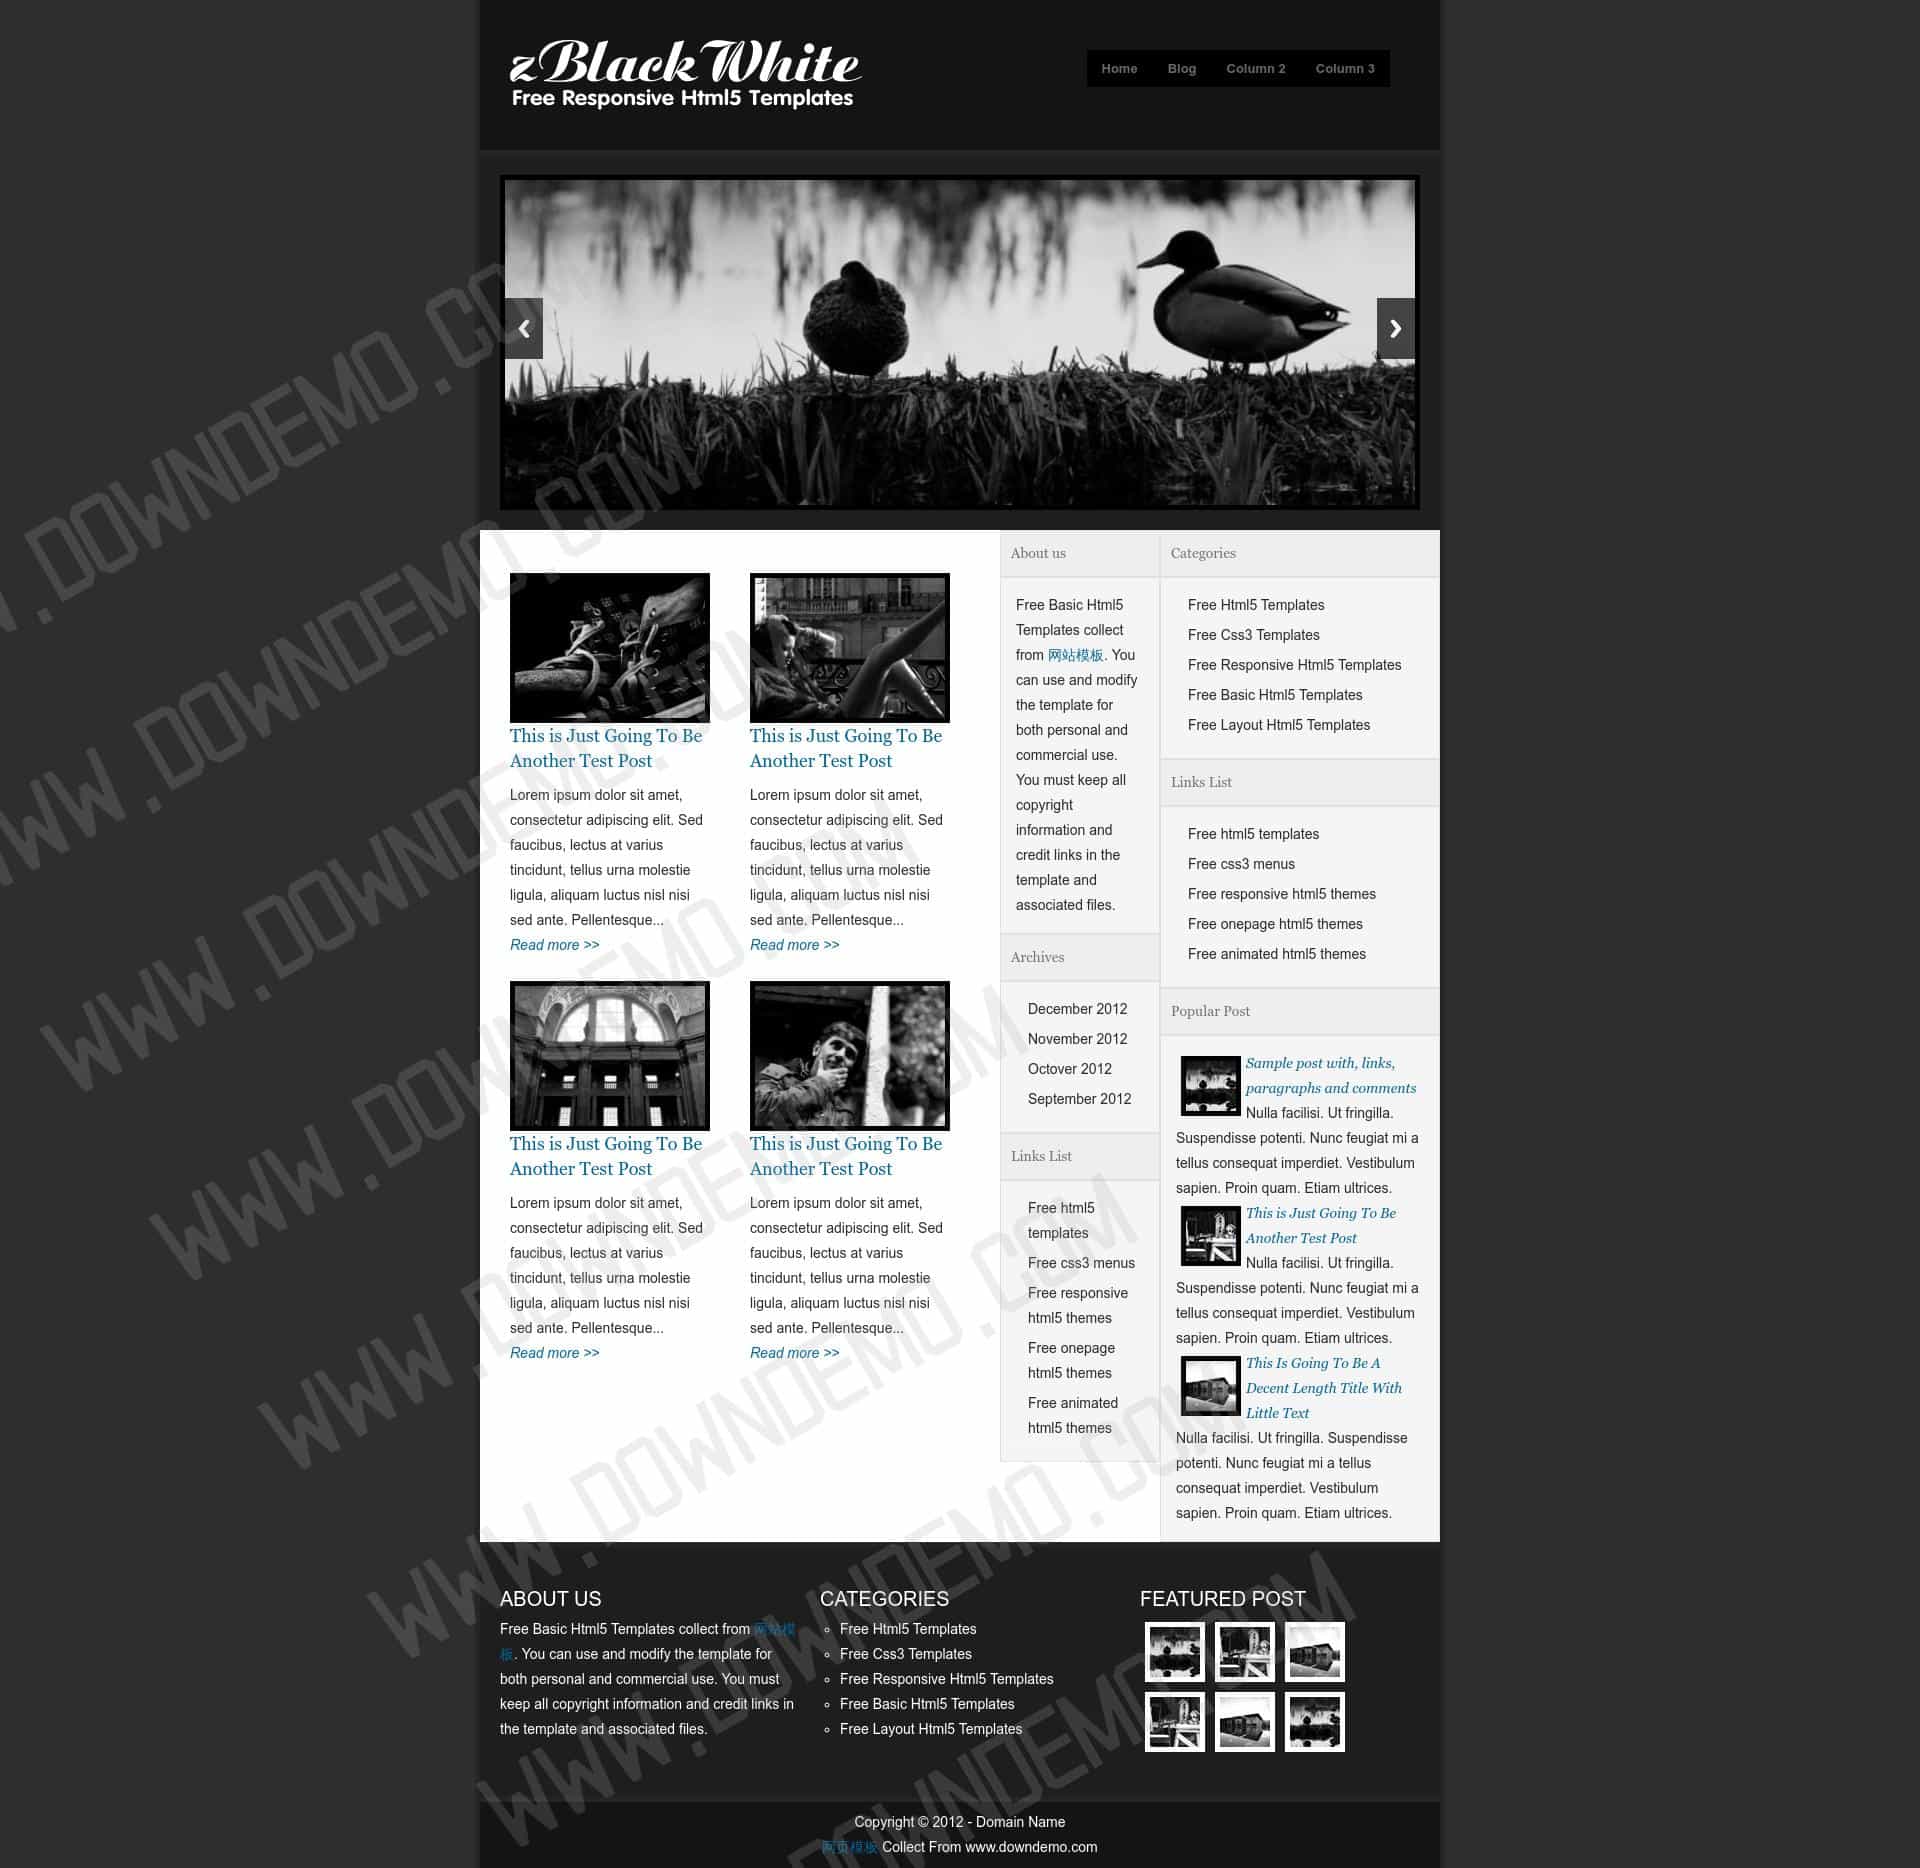 zBlackWhite
Free Responsive Html5 Templates
Home Blog Column 2 Column 3
This is Just Going To Be
Another Test Post
Lorem ipsum dolor sit amet,
consectetur adipiscing elit. Sed
faucibus, lectus at varius
tincidunt, tellus urna molestie
ligula, aliquam luctus nisl nisi
sed ante. Pellentesque...
Read more >>
This is Just Going To Be
Another Test Post
Lorem ipsum dolor sit amet,
consectetur adipiscing elit. Sed
faucibus, lectus at varius
tincidunt, tellus urna molestie
ligula, aliquam luctus nisl nisi
sed ante. Pellentesque...
Read more >>
This is Just Going To Be
Another Test Post
Lorem ipsum dolor sit amet,
consectetur adipiscing elit. Sed
faucibus, lectus at varius
tincidunt, tellus urna molestie
ligula, aliquam luctus nisl nisi
sed ante. Pellentesque...
Read more >>
This is Just Going To Be
Another Test Post
Lorem ipsum dolor sit amet,
consectetur adipiscing elit. Sed
faucibus, lectus at varius
tincidunt, tellus urna molestie
ligula, aliquam luctus nisl nisi
sed ante. Pellentesque...
Read more >>
About us
Free Basic Html5
Templates collect
from 网站模板. You
can use and modify
the template for
both personal and
commercial use.
You must keep all
copyright
information and
credit links in the
template and
associated files.
Archives
December 2012
November 2012
Octover 2012
September 2012
Links List
Free html5
templates
Free css3 menus
Free responsive
html5 themes
Free onepage
html5 themes
Free animated
html5 themes
Categories
Free Html5 Templates
Free Css3 Templates
Free Responsive Html5 Templates
Free Basic Html5 Templates
Free Layout Html5 Templates
Links List
Free html5 templates
Free css3 menus
Free responsive html5 themes
Free onepage html5 themes
Free animated html5 themes
Popular Post
Sample post with, links,
paragraphs and comments
Nulla facilisi. Ut fringilla.
Suspendisse potenti. Nunc feugiat mi a
tellus consequat imperdiet. Vestibulum
sapien. Proin quam. Etiam ultrices.
This is Just Going To Be
Another Test Post
Nulla facilisi. Ut fringilla.
Suspendisse potenti. Nunc feugiat mi a
tellus consequat imperdiet. Vestibulum
sapien. Proin quam. Etiam ultrices.
This Is Going To Be A
Decent Length Title With
Little Text
Nulla facilisi. Ut fringilla. Suspendisse
potenti. Nunc feugiat mi a tellus
consequat imperdiet. Vestibulum
sapien. Proin quam. Etiam ultrices.
ABOUT US
Free Basic Html5 Templates collect from 网站模
板. You can use and modify the template for
both personal and commercial use. You must
keep all copyright information and credit links in
the template and associated files.
CATEGORIES
Free Html5 Templates
Free Css3 Templates
Free Responsive Html5 Templates
Free Basic Html5 Templates
Free Layout Html5 Templates
FEATURED POST
Copyright © 2012 - Domain Name
网页模板 Collect From www.downdemo.com
W.DOWNDEMO.COM
WWW.DOWNDEMO.COM
WWW.DOWNDEMO.COM
WWW.DOWNDEMO.COM
WWW.DOWNDEMO.COM
WWW.DOWNDEMO.COM
WWW.DOWNDEMO.COM
DOWNDEMO.COM